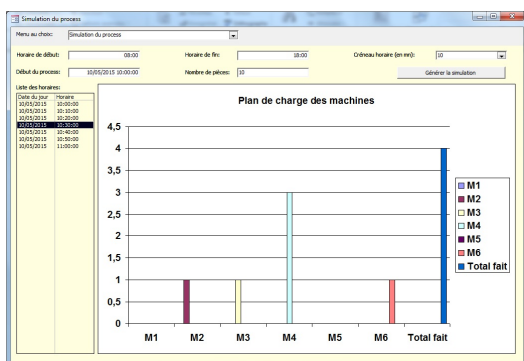 Simulation du process
Menu au choix: Simulation du process
Horaire de début: 08:00 Horaire de fin: 18:00 Créneau horaire (en mn): 10
Début du process: 10/05/2015 10:00:00 Nombre de pièces: 10 Générer la simulation
Liste des horaires:
Date du jour Horaire
10/05/2015 10:00:00
10/05/2015 10:10:00
10/05/2015 10:20:00
10/05/2015 10:30:00
10/05/2015 10:40:00
10/05/2015 10:50:00
10/05/2015 11:00:00
Plan de charge des machines
4,5
4
3,5
3
2,5
2
1,5
1
0,5
0
M1 M2 M3 M4 M5 M6 Total fait
M1
M2
M3
M4
M5
M6
Total fait